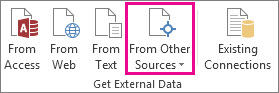 From Access
From Web
From Text
From Other Sources
Existing Connections
Get External Data